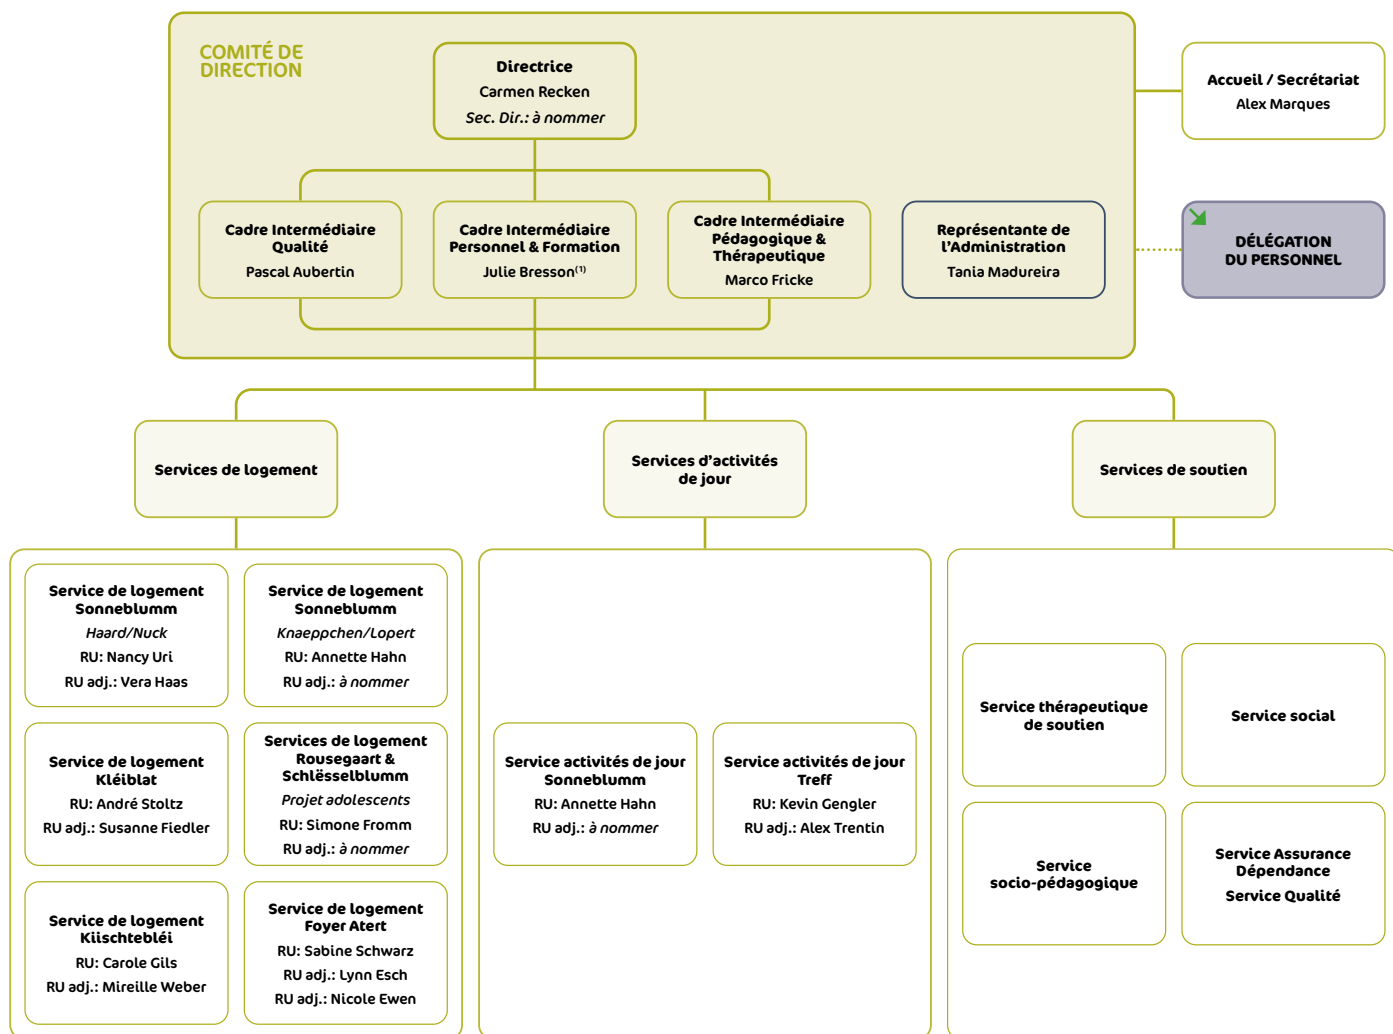 COMITÉ DE
DIRECTION
Directrice
Carmen Recken
Sec. Dir.: à nommer
Accueil / Secrétariat
Alex Marques
Cadre Intermédiaire
Qualité
Pascal Aubertin
Cadre Intermédiaire
Personnel & Formation
Julie Bresson(1)
Cadre Intermédiaire
Pédagogique &
Thérapeutique
Marco Fricke
Représentante de
l’Administration
Tania Madureira
DÉLÉGATION
DU PERSONNEL
Services de logement
Services d’activités
de jour
Services de soutien
Service de logement
Sonneblumm
Haard/Nuck
RU: Nancy Uri
RU adj.: Vera Haas
Service de logement
Sonneblumm
Knaeppchen/Lopert
RU: Annette Hahn
RU adj.: à nommer
Service de logement
Kléiblat
RU: André Stoltz
RU adj.: Susanne Fiedler
Services de logement
Rousegaart &
Schlësselblumm
Projet adolescents
RU: Simone Fromm
RU adj.: à nommer
Service de logement
Kiischtebléi
RU: Carole Gils
RU adj.: Mireille Weber
Service de logement
Foyer Atert
RU: Sabine Schwarz
RU adj.: Lynn Esch
RU adj.: Nicole Ewen
Service activités de jour
Sonneblumm
RU: Annette Hahn
RU adj.: à nommer
Service activités de jour
Treff
RU: Kevin Gengler
RU adj.: Alex Trentin
Service thérapeutique
de soutien
Service social
Service
socio-pédagogique
Service Assurance
Dépendance
Service Qualité